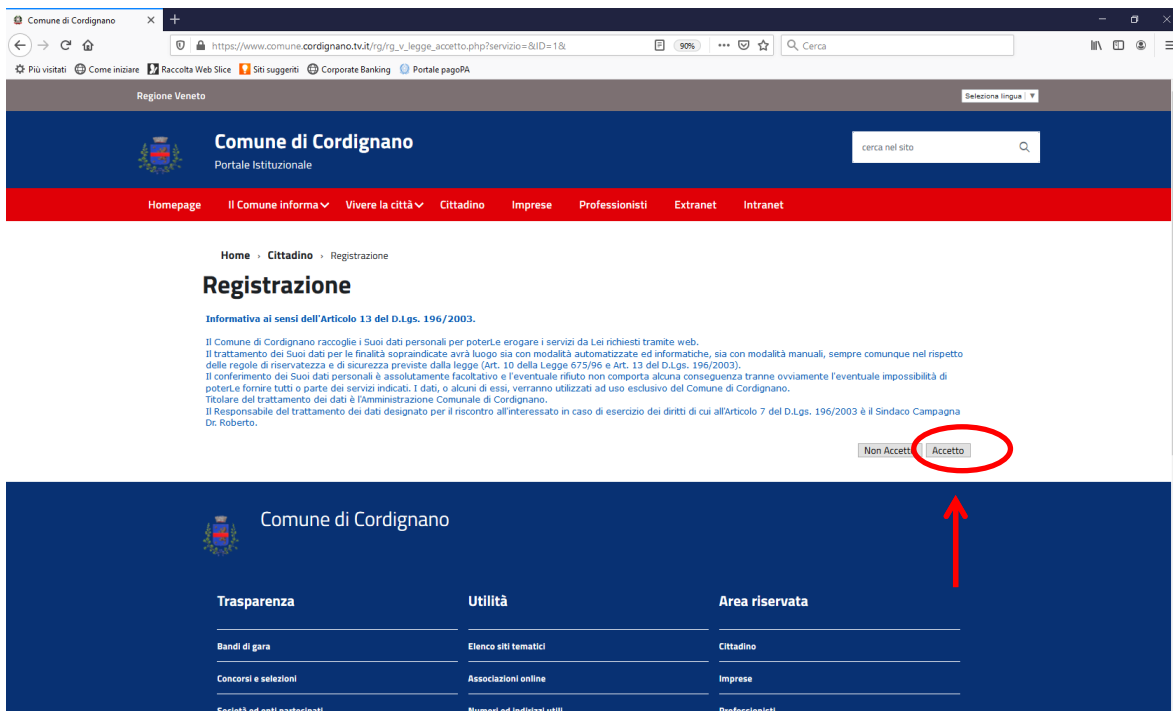 Comune di Cordignano
https://www.comune.cordignano.tv.it/rg/rg_v_legge_accetto.php?servizio=&ID=1&
90%
Cerca
Più visitati Come iniziare Raccolta Web Slice Siti suggeriti Corporate Banking Portale pagoPA
Regione Veneto
Seleziona lingua
Comune di Cordignano
Portale Istituzionale
cerca nel sito
Homepage Il Comune informa Vivere la città Cittadino Imprese Professionisti Extranet Intranet
Home › Cittadino › Registrazione
Registrazione
Informativa ai sensi dell'Articolo 13 del D.Lgs. 196/2003.
Il Comune di Cordignano raccoglie i Suoi dati personali per poterLe erogare i servizi da Lei richiesti tramite web.
Il trattamento dei Suoi dati per le finalità sopraindicate avrà luogo sia con modalità automatizzate ed informatiche, sia con modalità manuali, sempre comunque nel rispetto
delle regole di riservatezza e di sicurezza previste dalla legge (Art. 10 della Legge 675/96 e Art. 13 del D.Lgs. 196/2003).
Il conferimento dei Suoi dati personali è assolutamente facoltativo e l'eventuale rifiuto non comporta alcuna conseguenza tranne ovviamente l'eventuale impossibilità di
poterLe fornire tutti o parte dei servizi indicati. I dati, o alcuni di essi, verranno utilizzati ad uso esclusivo del Comune di Cordignano.
Titolare del trattamento dei dati è l'Amministrazione Comunale di Cordignano.
Il Responsabile del trattamento dei dati designato per il riscontro all'interessato in caso di esercizio dei diritti di cui all'Articolo 7 del D.Lgs. 196/2003 è il Sindaco Campagna
Dr. Roberto.
Non Accetto Accetto
Comune di Cordignano
Trasparenza Utilità Area riservata
Bandi di gara Elenco siti tematici Cittadino
Concorsi e selezioni Associazioni online Imprese
Società ed enti partecipati Numeri ed indirizzi utili Professionisti